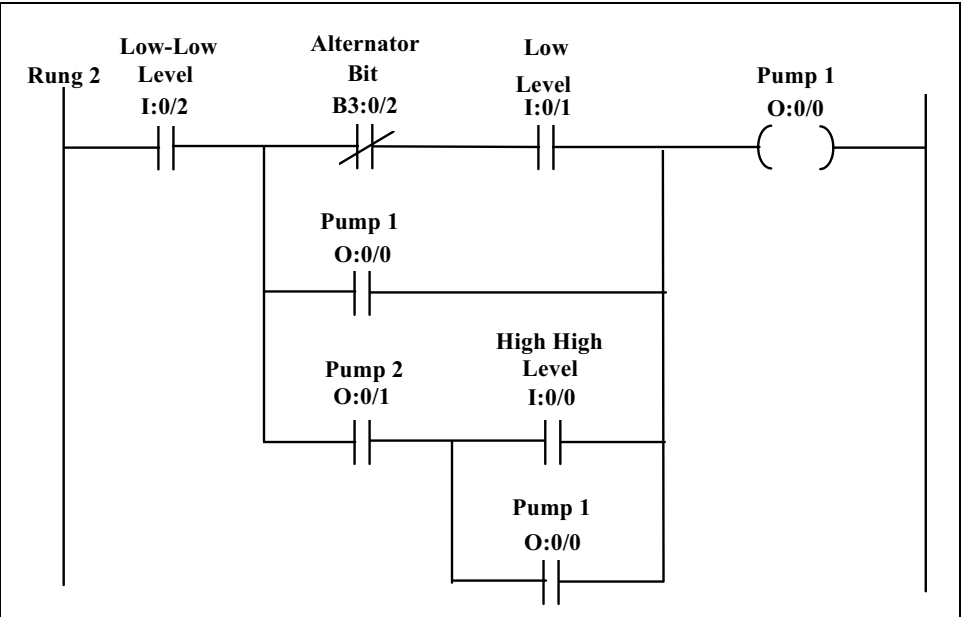 Rung 2
Low-Low
Level
I:0/2
Alternator
Bit
B3:0/2
Low
Level
I:0/1
Pump 1
O:0/0
Pump 1
O:0/0
Pump 2
O:0/1
High High
Level
I:0/0
Pump 1
O:0/0